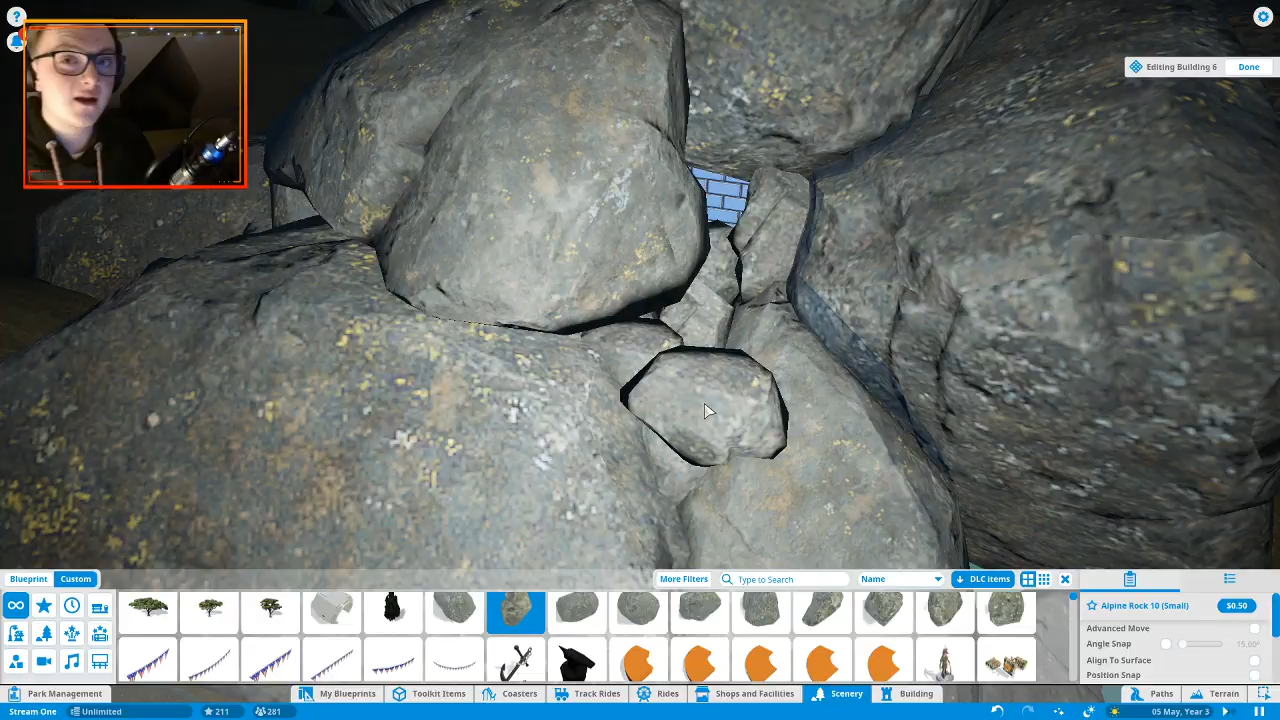 ?
Editing Building 6 Done
Blueprint Custom More Filters Type to Search Name DLC items
Alpine Rock 10 (Small) $0.50
Advanced Move
Angle Snap 15.00°
Align To Surface
Position Snap
Park Management My Blueprints Toolkit Items Coasters Track Rides Rides Shops and Facilities Scenery Building Paths Terrain
Stream One Unlimited 211 281 05 May, Year 3